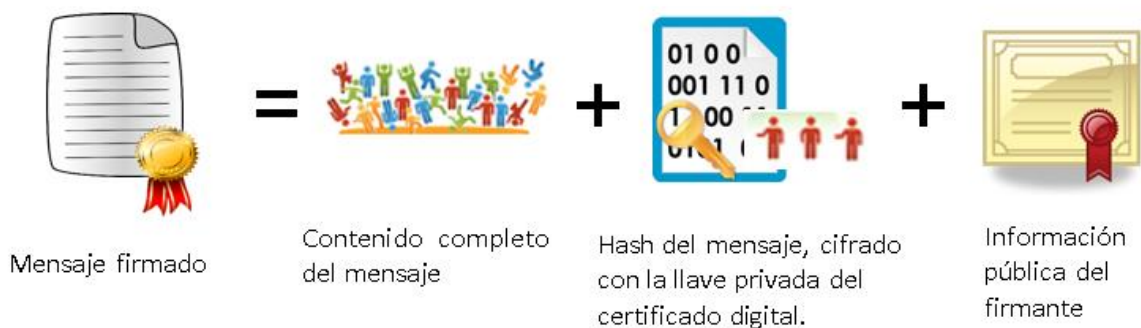 =
+
+
01 0 0
001 11 0
Mensaje firmado
Contenido completo
del mensaje
Hash del mensaje, cifrado
con la llave privada del
certificado digital.
Información
pública del
firmante